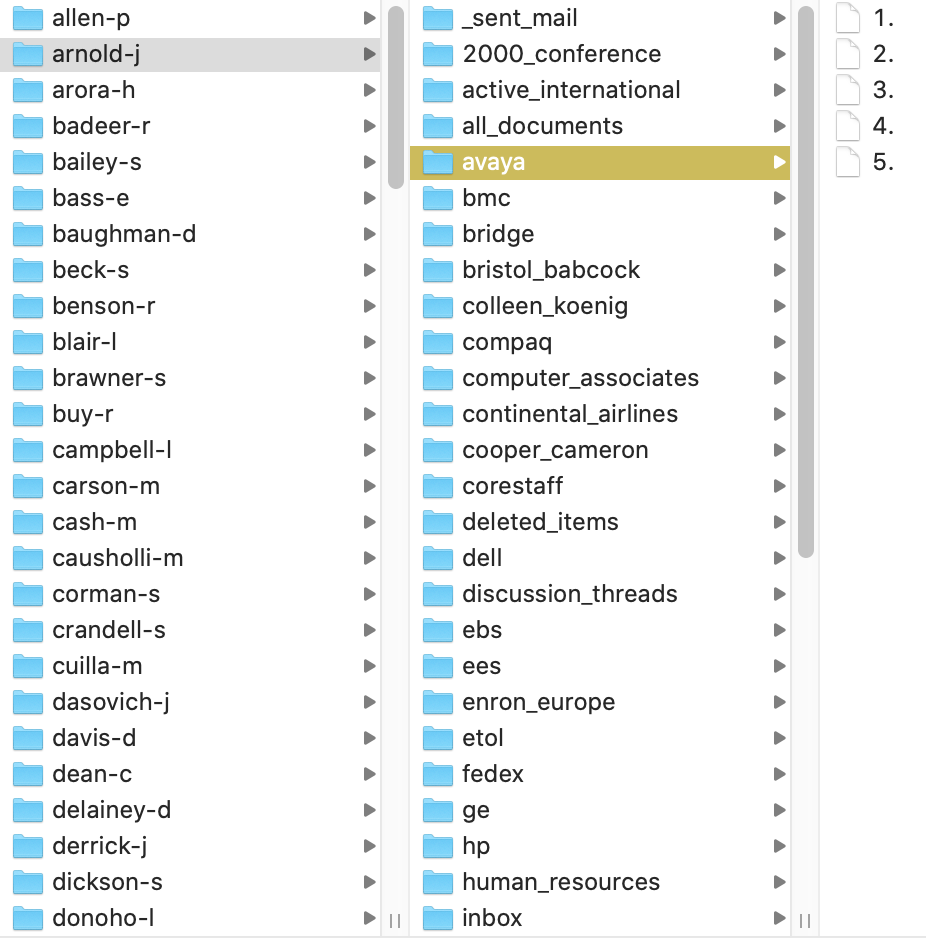 allen-p
arnold-j
arora-h
badeer-r
bailey-s
bass-e
baughman-d
beck-s
benson-r
blair-l
brawner-s
buy-r
campbell-l
carson-m
cash-m
causholli-m
corman-s
crandell-s
cuilla-m
dasovich-j
davis-d
dean-c
delainey-d
derrick-j
dickson-s
donoho-l
_sent_mail
2000_conference
active_international
all_documents
avaya
bmc
bridge
bristol_babcock
colleen_koenig
compaq
computer_associates
continental_airlines
cooper_cameron
corestaff
deleted_items
dell
discussion_threads
ebs
ees
enron_europe
etol
fedex
ge
hp
human_resources
inbox
1.
2.
3.
4.
5.